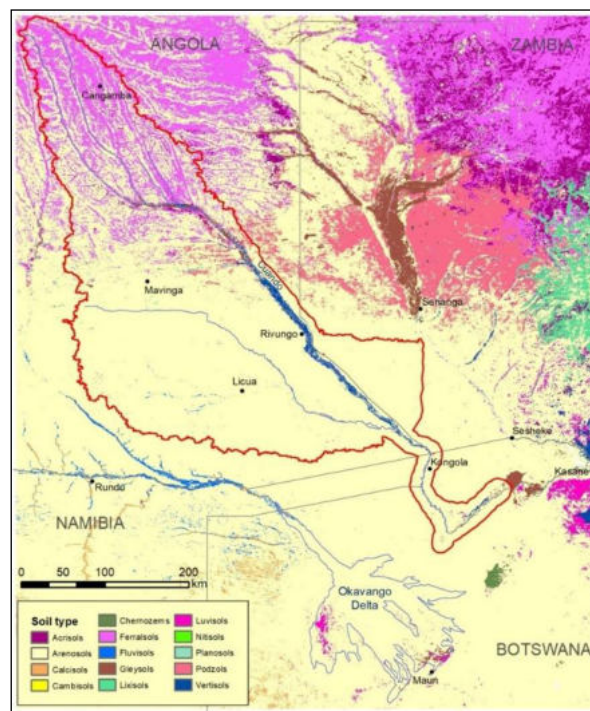 ANGOLA
ZAMBIA
Cangamba
Cuando
Mavinga
Senanga
Rivungo
Licua
Sesheke
Kongola
Kasane
Rundu
NAMIBIA
0 50 100 200
km
Okavango
Delta
BOTSWANA
Maun
Soil type
Acrisols
Arenosols
Calcisols
Cambisols
Chernozems
Ferralsols
Fluvisols
Gleysols
Lixisols
Luvisols
Nitisols
Planosols
Podzols
Vertisols